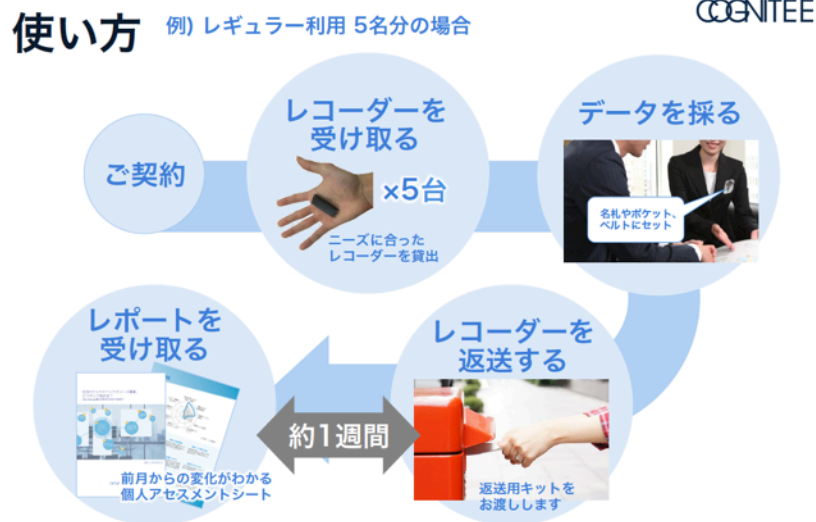 COGNITEE
使い方
例) レギュラー利用 5名分の場合
ご契約
レコーダーを
受け取る
×5台
ニーズに合った
レコーダーを貸出
データを採る
名札やポケット、
ベルトにセット
レコーダーを
返送する
返送用キットを
お渡しします
約1週間
レポートを
受け取る
前月からの変化がわかる
個人アセスメントシート